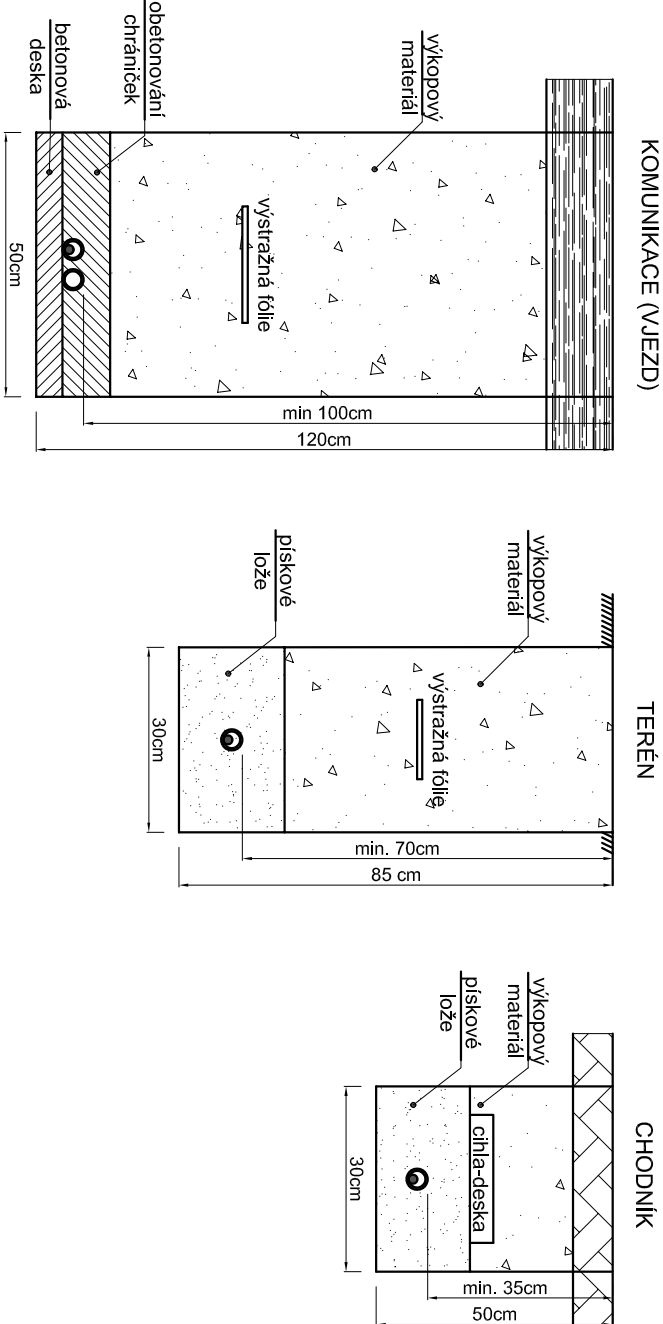 KOMUNIKACE (VJEZD)
výkopový
materiál
obetonování
chrániček
betonová
deska
výstražná fólie
50cm
min 100cm
120cm
TERÉN
výkopový
materiál
pískové
lože
výstražná fólie
30cm
min. 70cm
85 cm
CHODNÍK
výkopový
materiál
pískové
lože
cihla-deska
30cm
min. 35cm
50cm